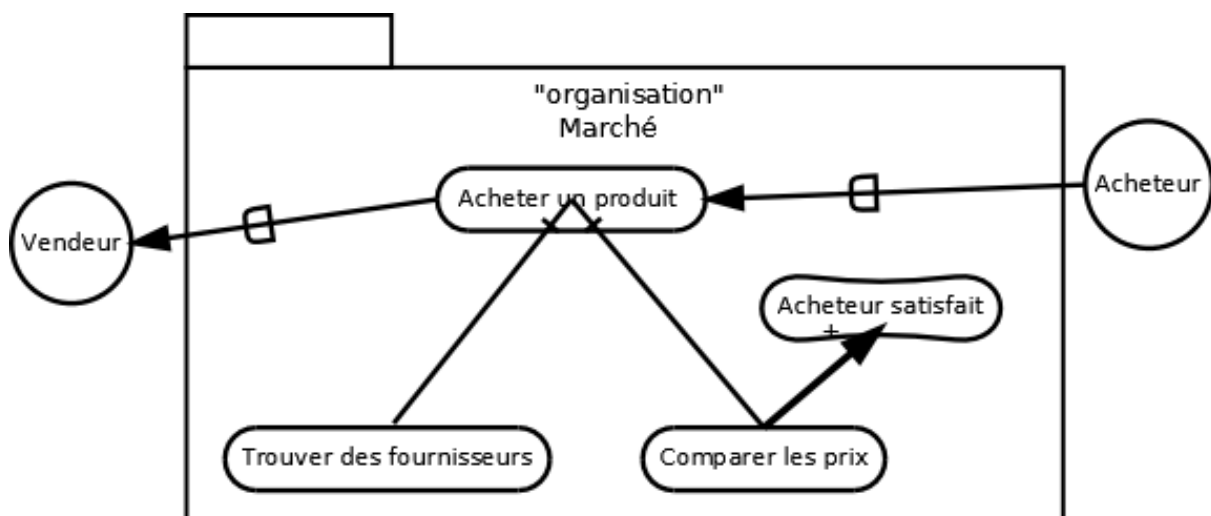 "organisation"
Marché
Acheter un produit
Acheteur
Vendeur
Acheteur satisfait
+
Trouver des fournisseurs
Comparer les prix